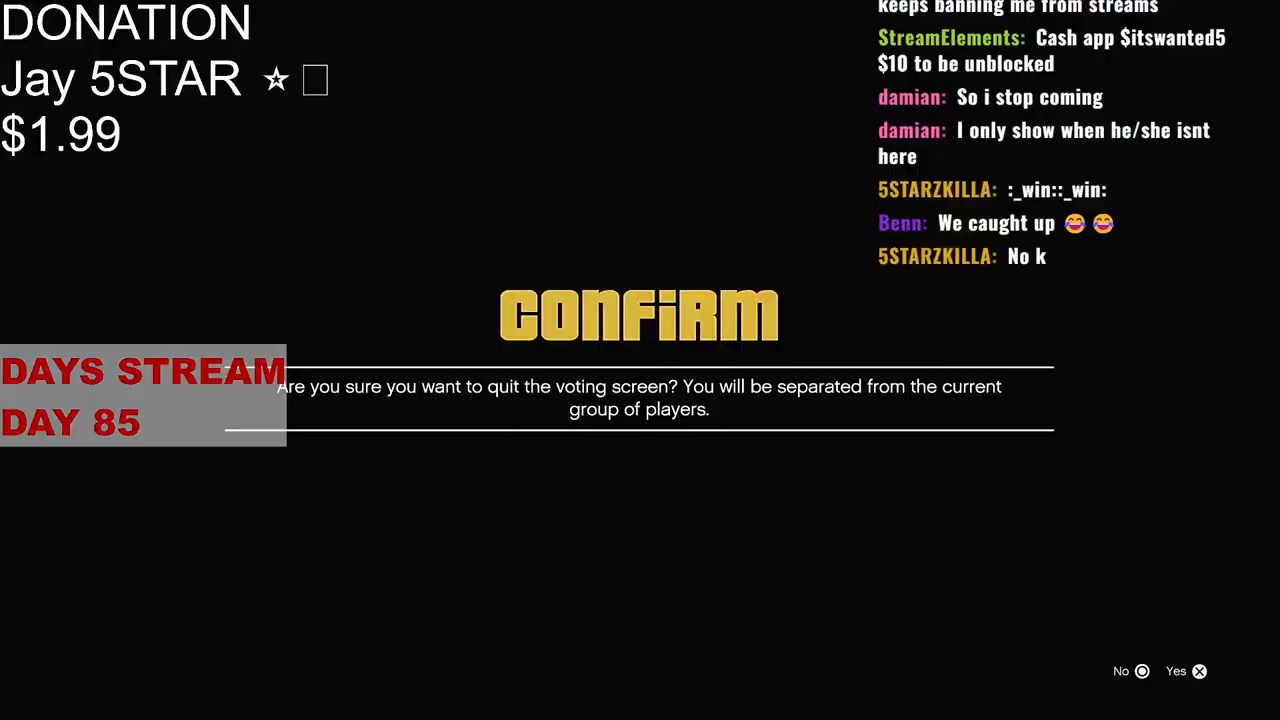 DONATION
Jay 5STAR ☆
$1.99
keeps banning me from streams
StreamElements: Cash app $itswanted5
$10 to be unblocked
damian: So i stop coming
damian: I only show when he/she isnt
here
5STARZKILLA: :_win::_win:
Benn: We caught up 😂 😂
5STARZKILLA: No k
CONFIRM
DAYS STREAM
DAY 85
Are you sure you want to quit the voting screen? You will be separated from the current
group of players.
No Yes